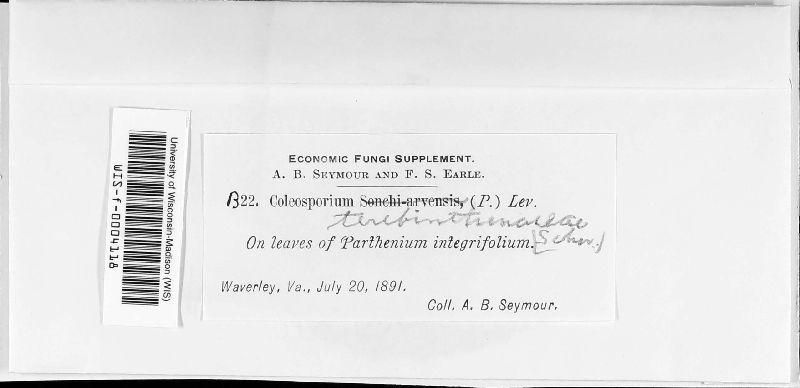 University of Wisconsin-Madison (WIS)
WIS-f-0004118
ECONOMIC FUNGI SUPPLEMENT.
A. B. SEYMOUR AND F. S. EARLE.
B22. Coleosporium Sonchi-arvensis, (P.) Lev.
terebinthinaceae
On leaves of Parthenium integrifolium. (Schw.)
Waverley, Va., July 20, 1891.
Coll. A. B. Seymour.